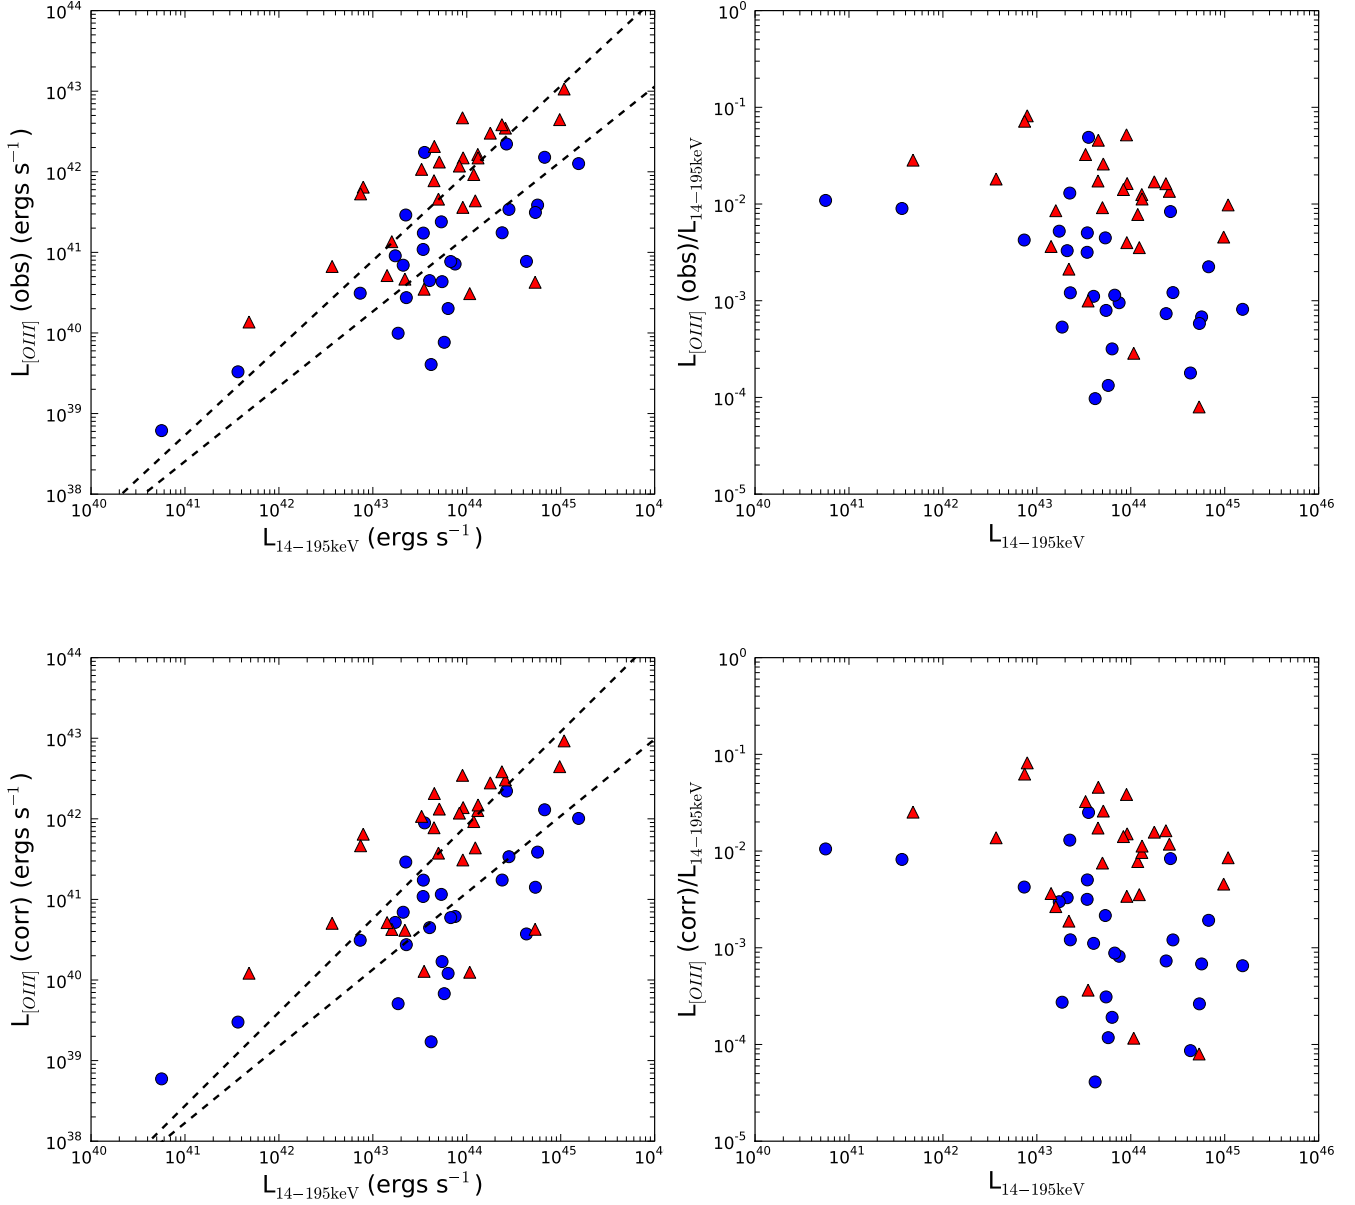 10^44
10^43
10^42
10^41
10^40
10^39
10^38
L_[OIII] (obs) (ergs s^−1)
10^40 10^41 10^42 10^43 10^44 10^45 10^4
L_14−195keV (ergs s^−1)
10^0
10^-1
10^-2
10^-3
10^-4
10^-5
L_[OIII] (obs)/L_14−195keV
10^40 10^41 10^42 10^43 10^44 10^45 10^46
L_14−195keV
10^44
10^43
10^42
10^41
10^40
10^39
10^38
L_[OIII] (corr) (ergs s^−1)
10^40 10^41 10^42 10^43 10^44 10^45 10^4
L_14−195keV (ergs s^−1)
10^0
10^-1
10^-2
10^-3
10^-4
10^-5
L_[OIII] (corr)/L_14−195keV
10^40 10^41 10^42 10^43 10^44 10^45 10^46
L_14−195keV